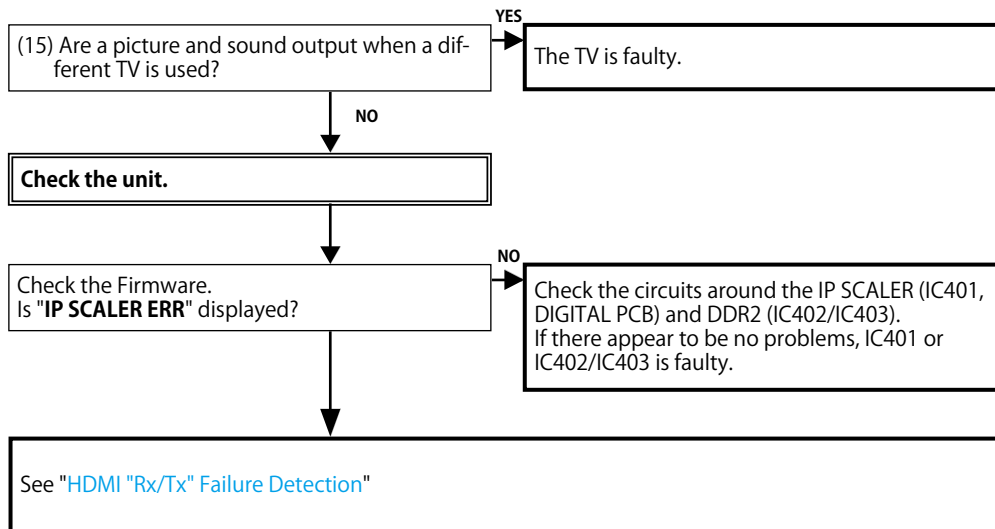 YES
(15) Are a picture and sound output when a dif-
ferent TV is used?
The TV is faulty.
NO
Check the unit.
NO
Check the Firmware.
Is "IP SCALER ERR" displayed?
Check the circuits around the IP SCALER (IC401,
DIGITAL PCB) and DDR2 (IC402/IC403).
If there appear to be no problems, IC401 or
IC402/IC403 is faulty.
See "HDMI "Rx/Tx" Failure Detection"